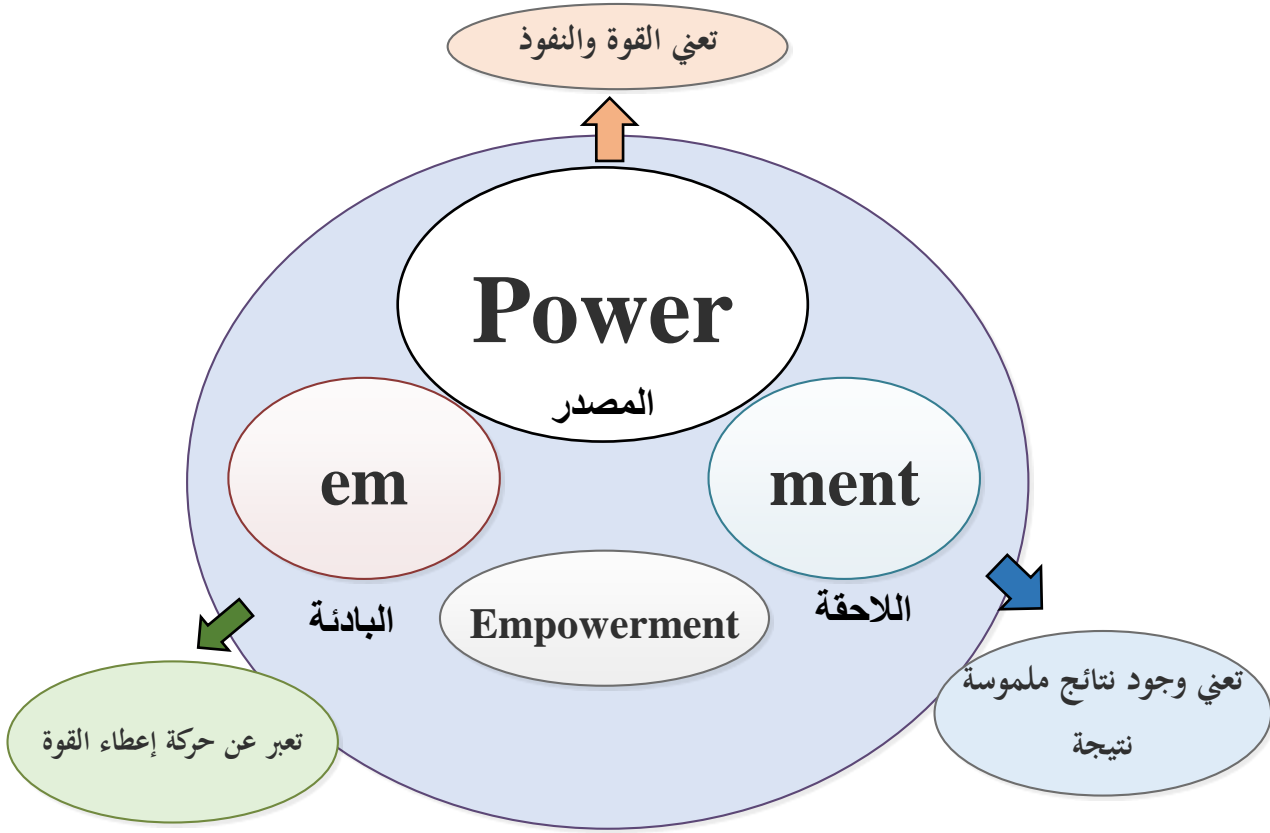 تعني القوة والنفوذ
Power
المصدر
em
ment
البادئة
Empowerment
اللاحقة
تعبر عن حركة إعطاء القوة
تعني وجود نتائج ملموسة
نتيجة